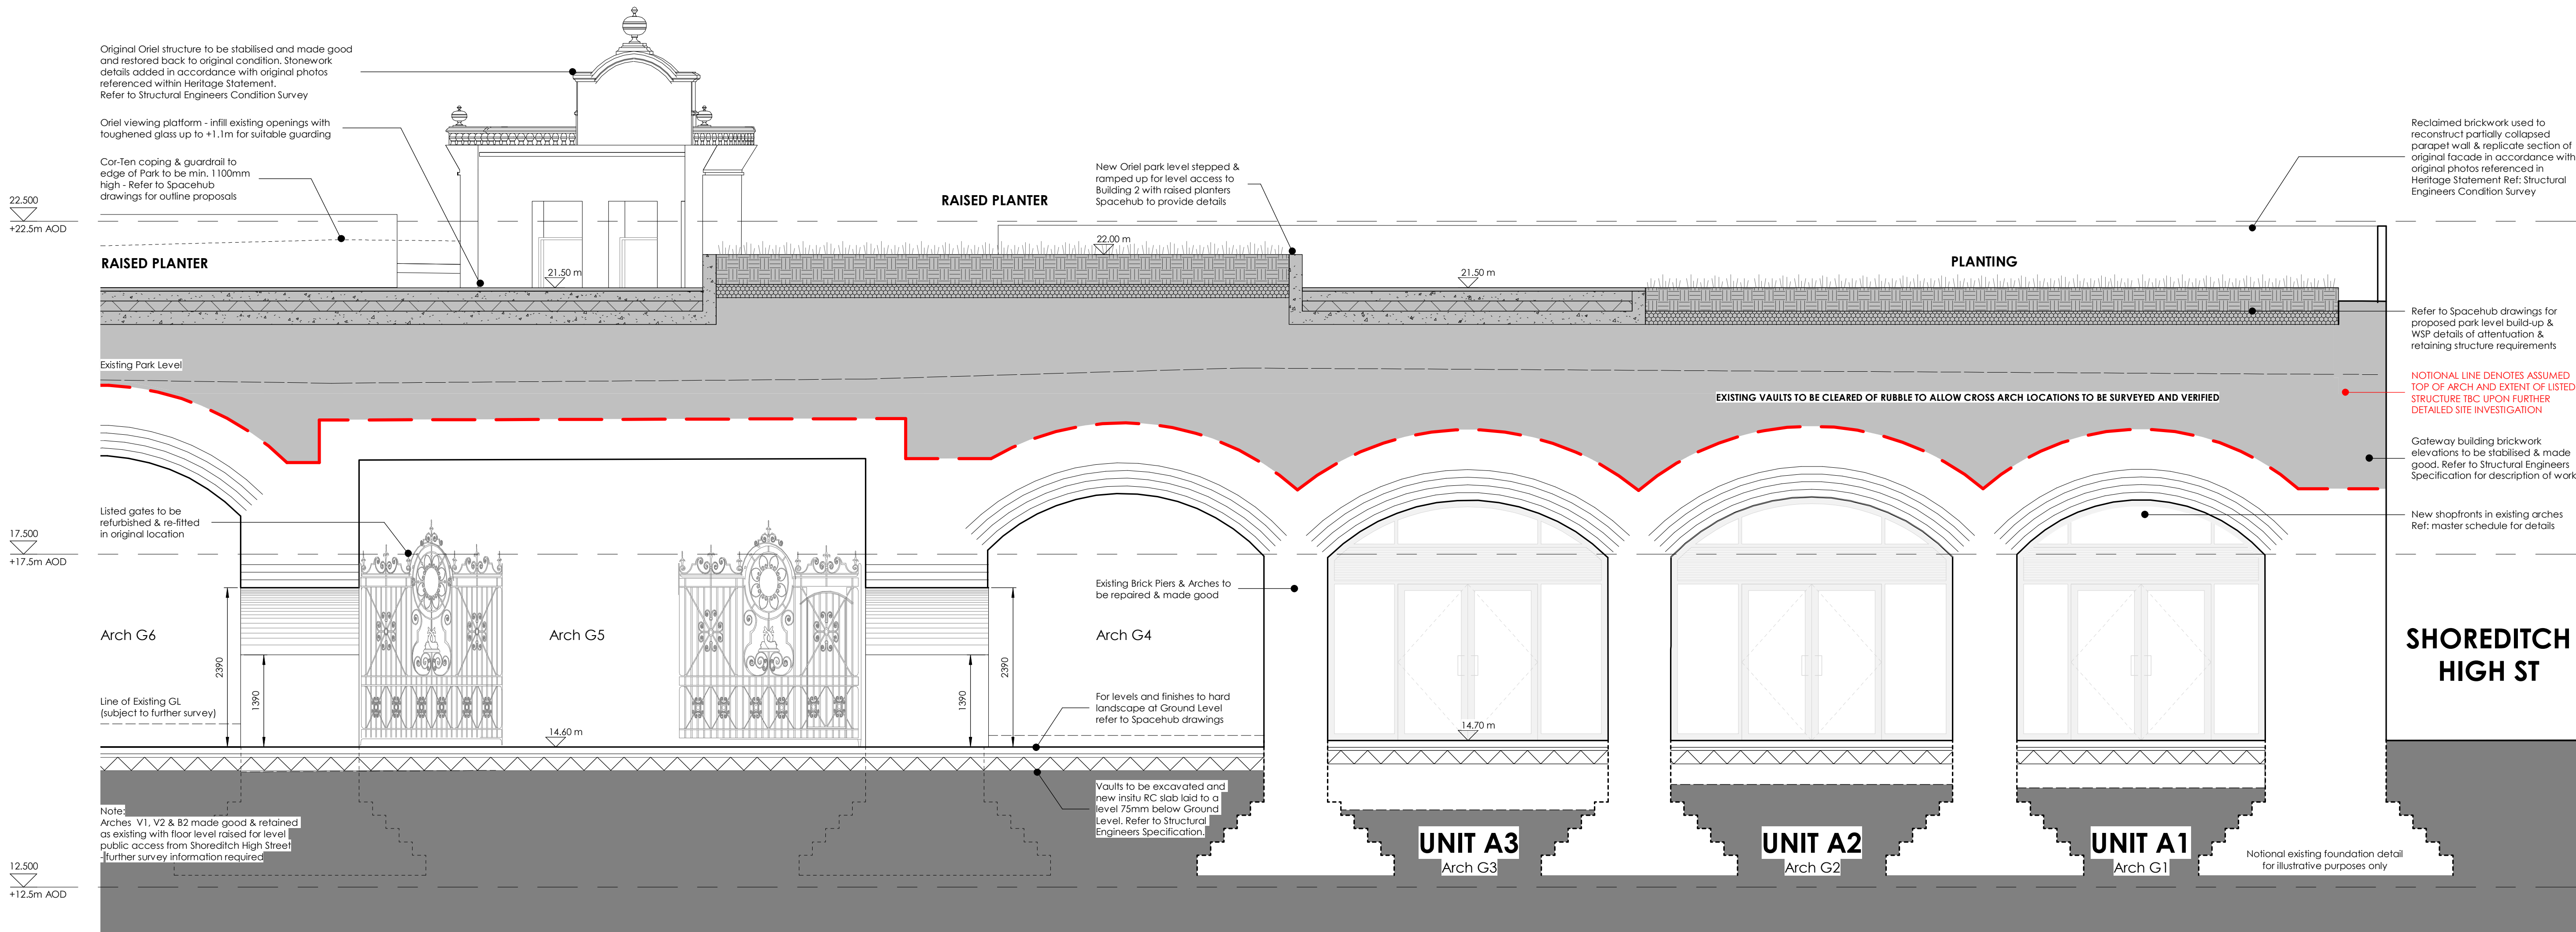 Original Oriel structure to be stabilised and made good
and restored back to original condition. Stonework
details added in accordance with original photos
referenced within Heritage Statement.
Refer to Structural Engineers Condition Survey
Oriel viewing platform - infill existing openings with
toughened glass up to +1.1m for suitable guarding
Cor-Ten coping & guardrail to
edge of Park to be min. 1100mm
high - Refer to Spacehub
drawings for outline proposals
22.500
+22.5m AOD
RAISED PLANTER
21.50 m
RAISED PLANTER
New Oriel park level stepped &
ramped up for level access to
Building 2 with raised planters
Spacehub to provide details
22.00 m
21.50 m
PLANTING
Reclaimed brickwork used to
reconstruct partially collapsed
parapet wall & replicate section of
original facade in accordance with
original photos referenced in
Heritage Statement Ref: Structural
Engineers Condition Survey
Refer to Spacehub drawings for
proposed park level build-up &
WSP details of attentuation &
retaining structure requirements
Existing Park Level
EXISTING VAULTS TO BE CLEARED OF RUBBLE TO ALLOW CROSS ARCH LOCATIONS TO BE SURVEYED AND VERIFIED
NOTIONAL LINE DENOTES ASSUMED
TOP OF ARCH AND EXTENT OF LISTED
STRUCTURE TBC UPON FURTHER
DETAILED SITE INVESTIGATION
Gateway building brickwork
elevations to be stabilised & made
good. Refer to Structural Engineers
Specification for description of work
Listed gates to be
refurbished & re-fitted
in original location
New shopfronts in existing arches
Ref: master schedule for details
17.500
+17.5m AOD
Existing Brick Piers & Arches to
be repaired & made good
Arch G6
Arch G5
Arch G4
SHOREDITCH
HIGH ST
2390
1390
1390
2390
Line of Existing GL
(subject to further survey)
For levels and finishes to hard
landscape at Ground Level
refer to Spacehub drawings
14.60 m
14.70 m
Vaults to be excavated and
new insitu RC slab laid to a
level 75mm below Ground
Level. Refer to Structural
Engineers Specification.
Note:
Arches V1, V2 & B2 made good & retained
as existing with floor level raised for level
public access from Shoreditch High Street
- further survey information required
UNIT A3
Arch G3
UNIT A2
Arch G2
UNIT A1
Arch G1
Notional existing foundation detail
for illustrative purposes only
12.500
+12.5m AOD